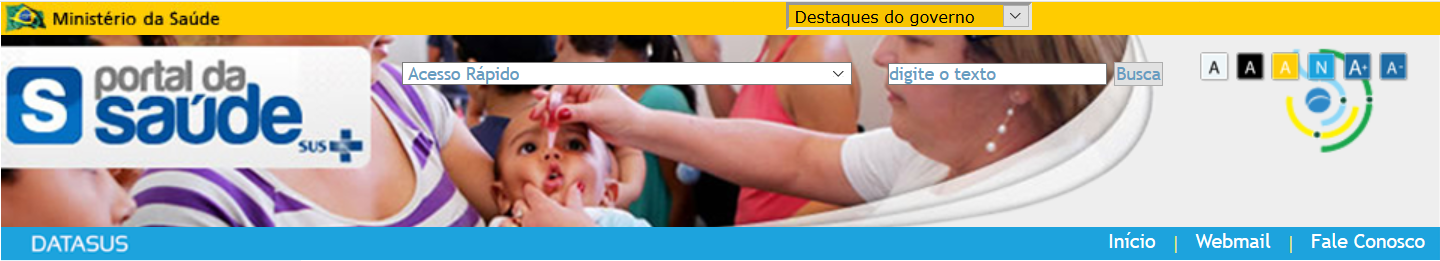 Ministério da Saúde
Destaques do governo
S portal da saúde SUS
Acesso Rápido
digite o texto
Busca
A A A N A+ A-
DATASUS
Início | Webmail | Fale Conosco